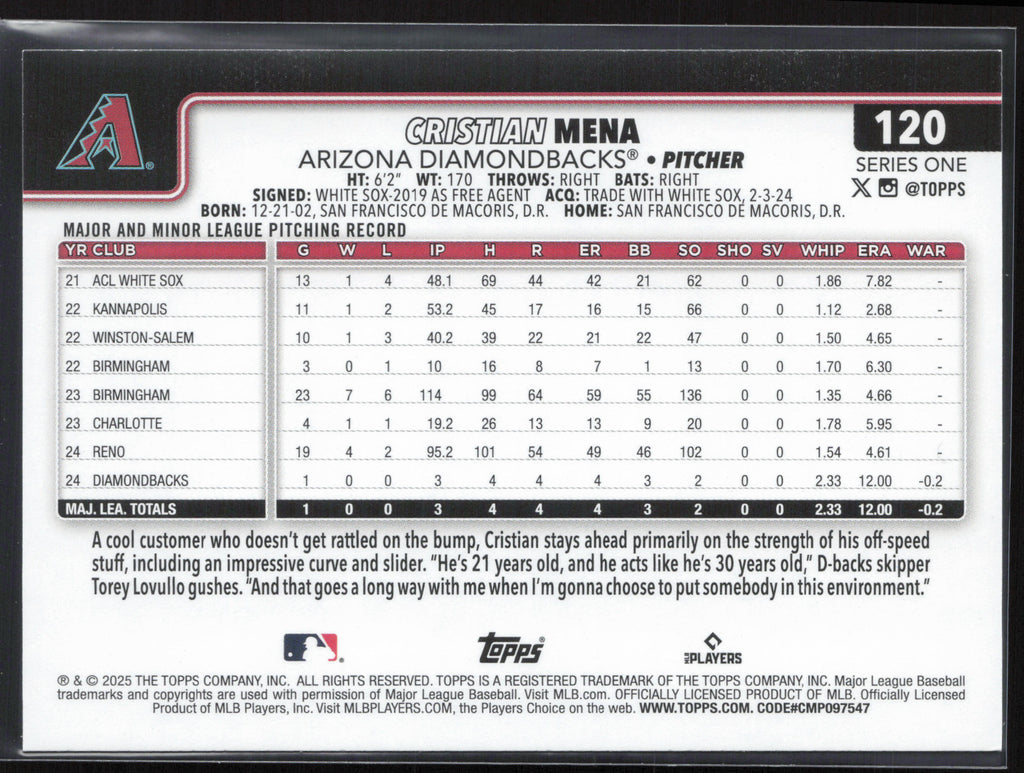 A®
CRISTIAN MENA
120
ARIZONA DIAMONDBACKS® • PITCHER
SERIES ONE
HT: 6'2" WT: 170 THROWS: RIGHT BATS: RIGHT
X @TOPPS
SIGNED: WHITE SOX-2019 AS FREE AGENT ACQ: TRADE WITH WHITE SOX, 2-3-24
BORN: 12-21-02, SAN FRANCISCO DE MACORIS, D.R. HOME: SAN FRANCISCO DE MACORIS, D.R.
MAJOR AND MINOR LEAGUE PITCHING RECORD
YR CLUB G W L IP H R ER BB SO SHO SV WHIP ERA WAR
21 ACL WHITE SOX 13 1 4 48.1 69 44 42 21 62 0 0 1.86 7.82 -
22 KANNAPOLIS 11 1 2 53.2 45 17 16 15 66 0 0 1.12 2.68 -
22 WINSTON-SALEM 10 1 3 40.2 39 22 21 22 47 0 0 1.50 4.65 -
22 BIRMINGHAM 3 0 1 10 16 8 7 1 13 0 0 1.70 6.30 -
23 BIRMINGHAM 23 7 6 114 99 64 59 55 136 0 0 1.35 4.66 -
23 CHARLOTTE 4 1 1 19.2 26 13 13 9 20 0 0 1.78 5.95 -
24 RENO 19 4 2 95.2 101 54 49 46 102 0 0 1.54 4.61 -
24 DIAMONDBACKS 1 0 0 3 4 4 4 3 2 0 0 2.33 12.00 -0.2
MAJ. LEA. TOTALS 1 0 0 3 4 4 4 3 2 0 0 2.33 12.00 -0.2
A cool customer who doesn't get rattled on the bump, Cristian stays ahead primarily on the strength of his off-speed
stuff, including an impressive curve and slider. "He's 21 years old, and he acts like he's 30 years old," D-backs skipper
Torey Lovullo gushes. "And that goes a long way with me when I'm gonna choose to put somebody in this environment."
®
Topps®
MLB PLAYERS
® & © 2025 THE TOPPS COMPANY, INC. ALL RIGHTS RESERVED. TOPPS IS A REGISTERED TRADEMARK OF THE TOPPS COMPANY, INC. Major League Baseball
trademarks and copyrights are used with permission of Major League Baseball. Visit MLB.com. OFFICIALLY LICENSED PRODUCT OF MLB. Officially Licensed
Product of MLB Players, Inc. Visit MLBPLAYERS.COM, the Players Choice on the web. WWW.TOPPS.COM. CODE#CMP097547